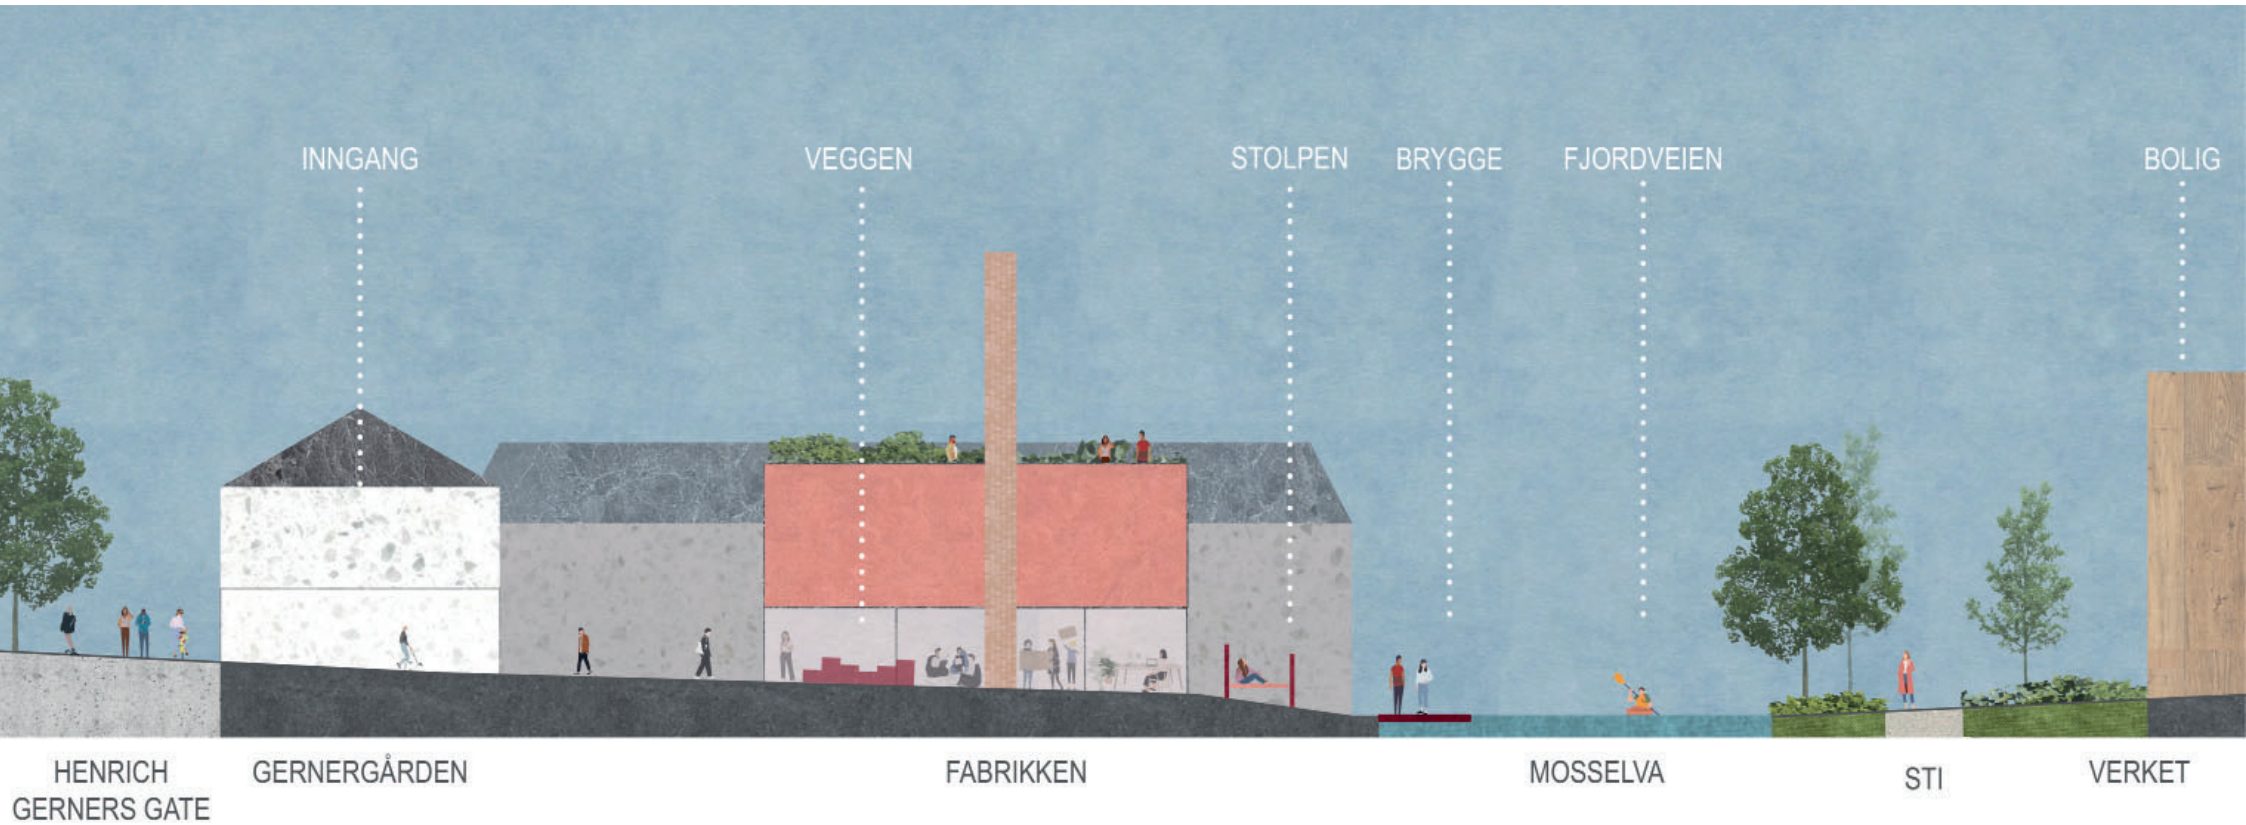 INNGANG
VEGGEN
STOLPEN
BRYGGE
FJORDVEIEN
BOLIG
HENRICH
GERNERS GATE
GERNERGÅRDEN
FABRIKKEN
MOSSELVA
STI
VERKET